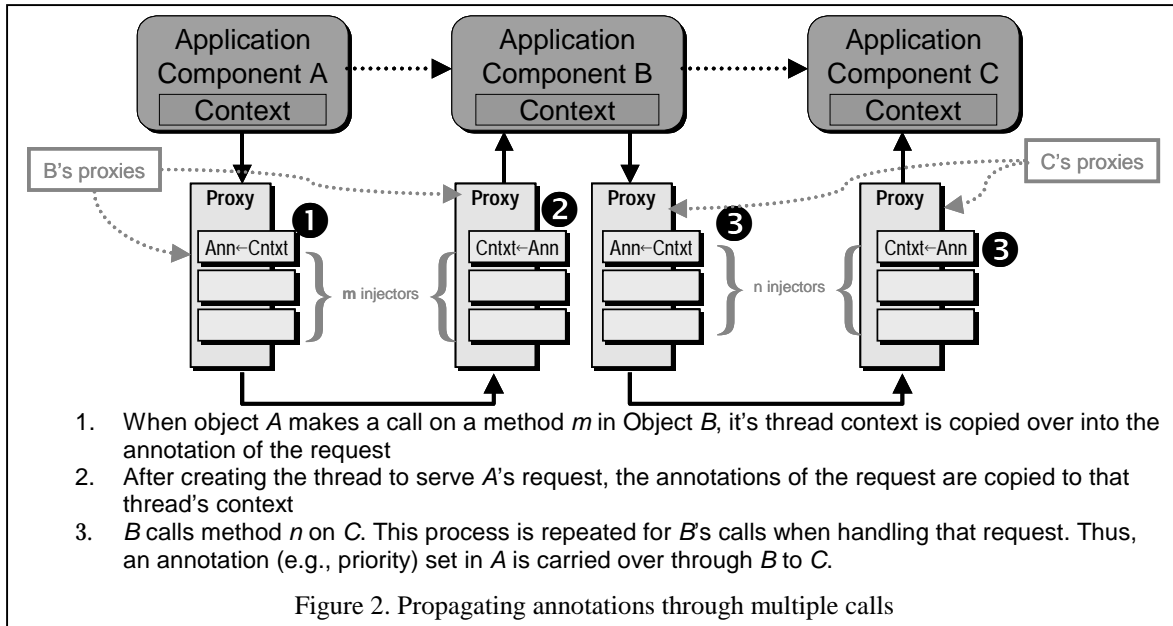 Application
Component A
Context
Application
Component B
Context
Application
Component C
Context
B's proxies
C's proxies
Proxy
1
Ann←Cntxt
m injectors
Proxy
2
Cntxt←Ann
Proxy
3
Ann←Cntxt
n injectors
Proxy
Cntxt←Ann
3
1. When object A makes a call on a method m in Object B, it's thread context is copied over into the
annotation of the request
2. After creating the thread to serve A's request, the annotations of the request are copied to that
thread's context
3. B calls method n on C. This process is repeated for B's calls when handling that request. Thus,
an annotation (e.g., priority) set in A is carried over through B to C.
Figure 2. Propagating annotations through multiple calls